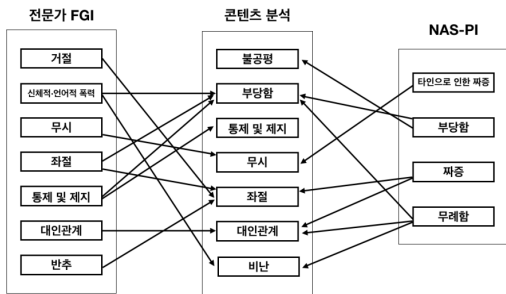 전문가 FGI
콘텐츠 분석
NAS-PI
거절
신체적·언어적 폭력
무시
좌절
통제 및 제지
대인관계
반추
불공평
부당함
통제 및 제지
무시
좌절
대인관계
비난
타인으로 인한 짜증
부당함
짜증
무례함